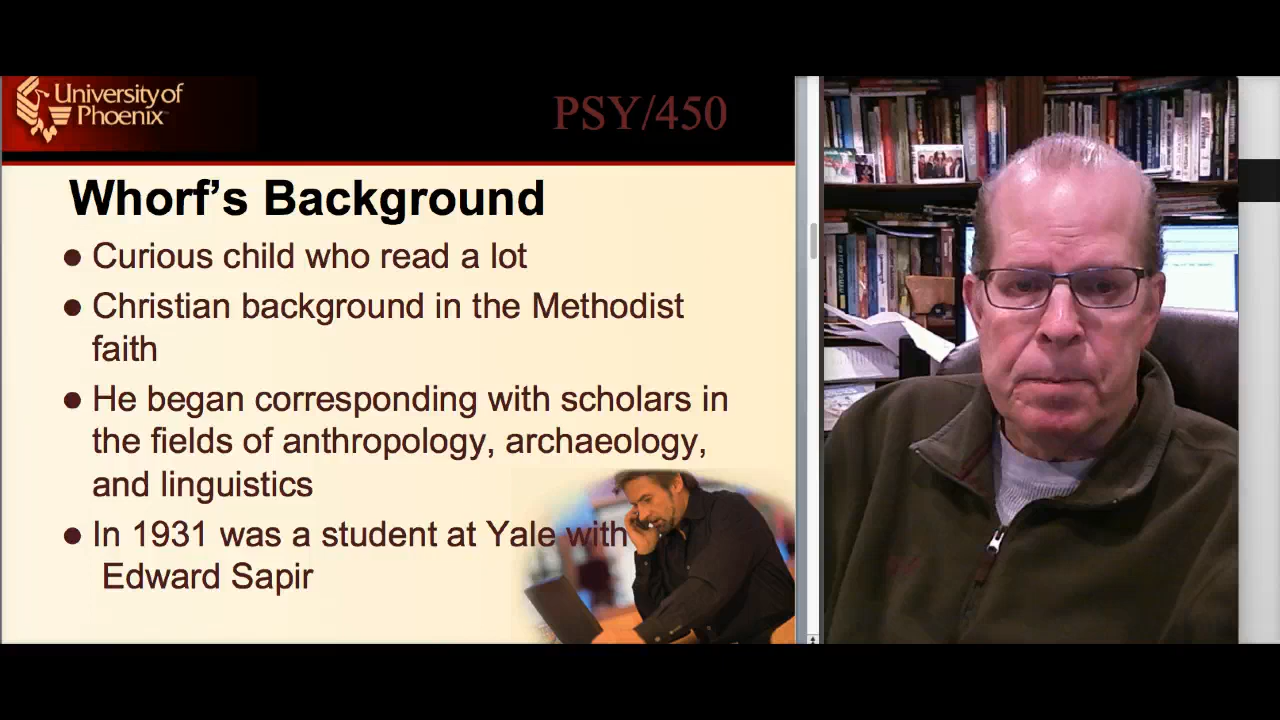 University of
Phoenix
PSY/450
Whorf's Background
• Curious child who read a lot
• Christian background in the Methodist
faith
• He began corresponding with scholars in
the fields of anthropology, archaeology,
and linguistics
• In 1931 was a student at Yale with
Edward Sapir